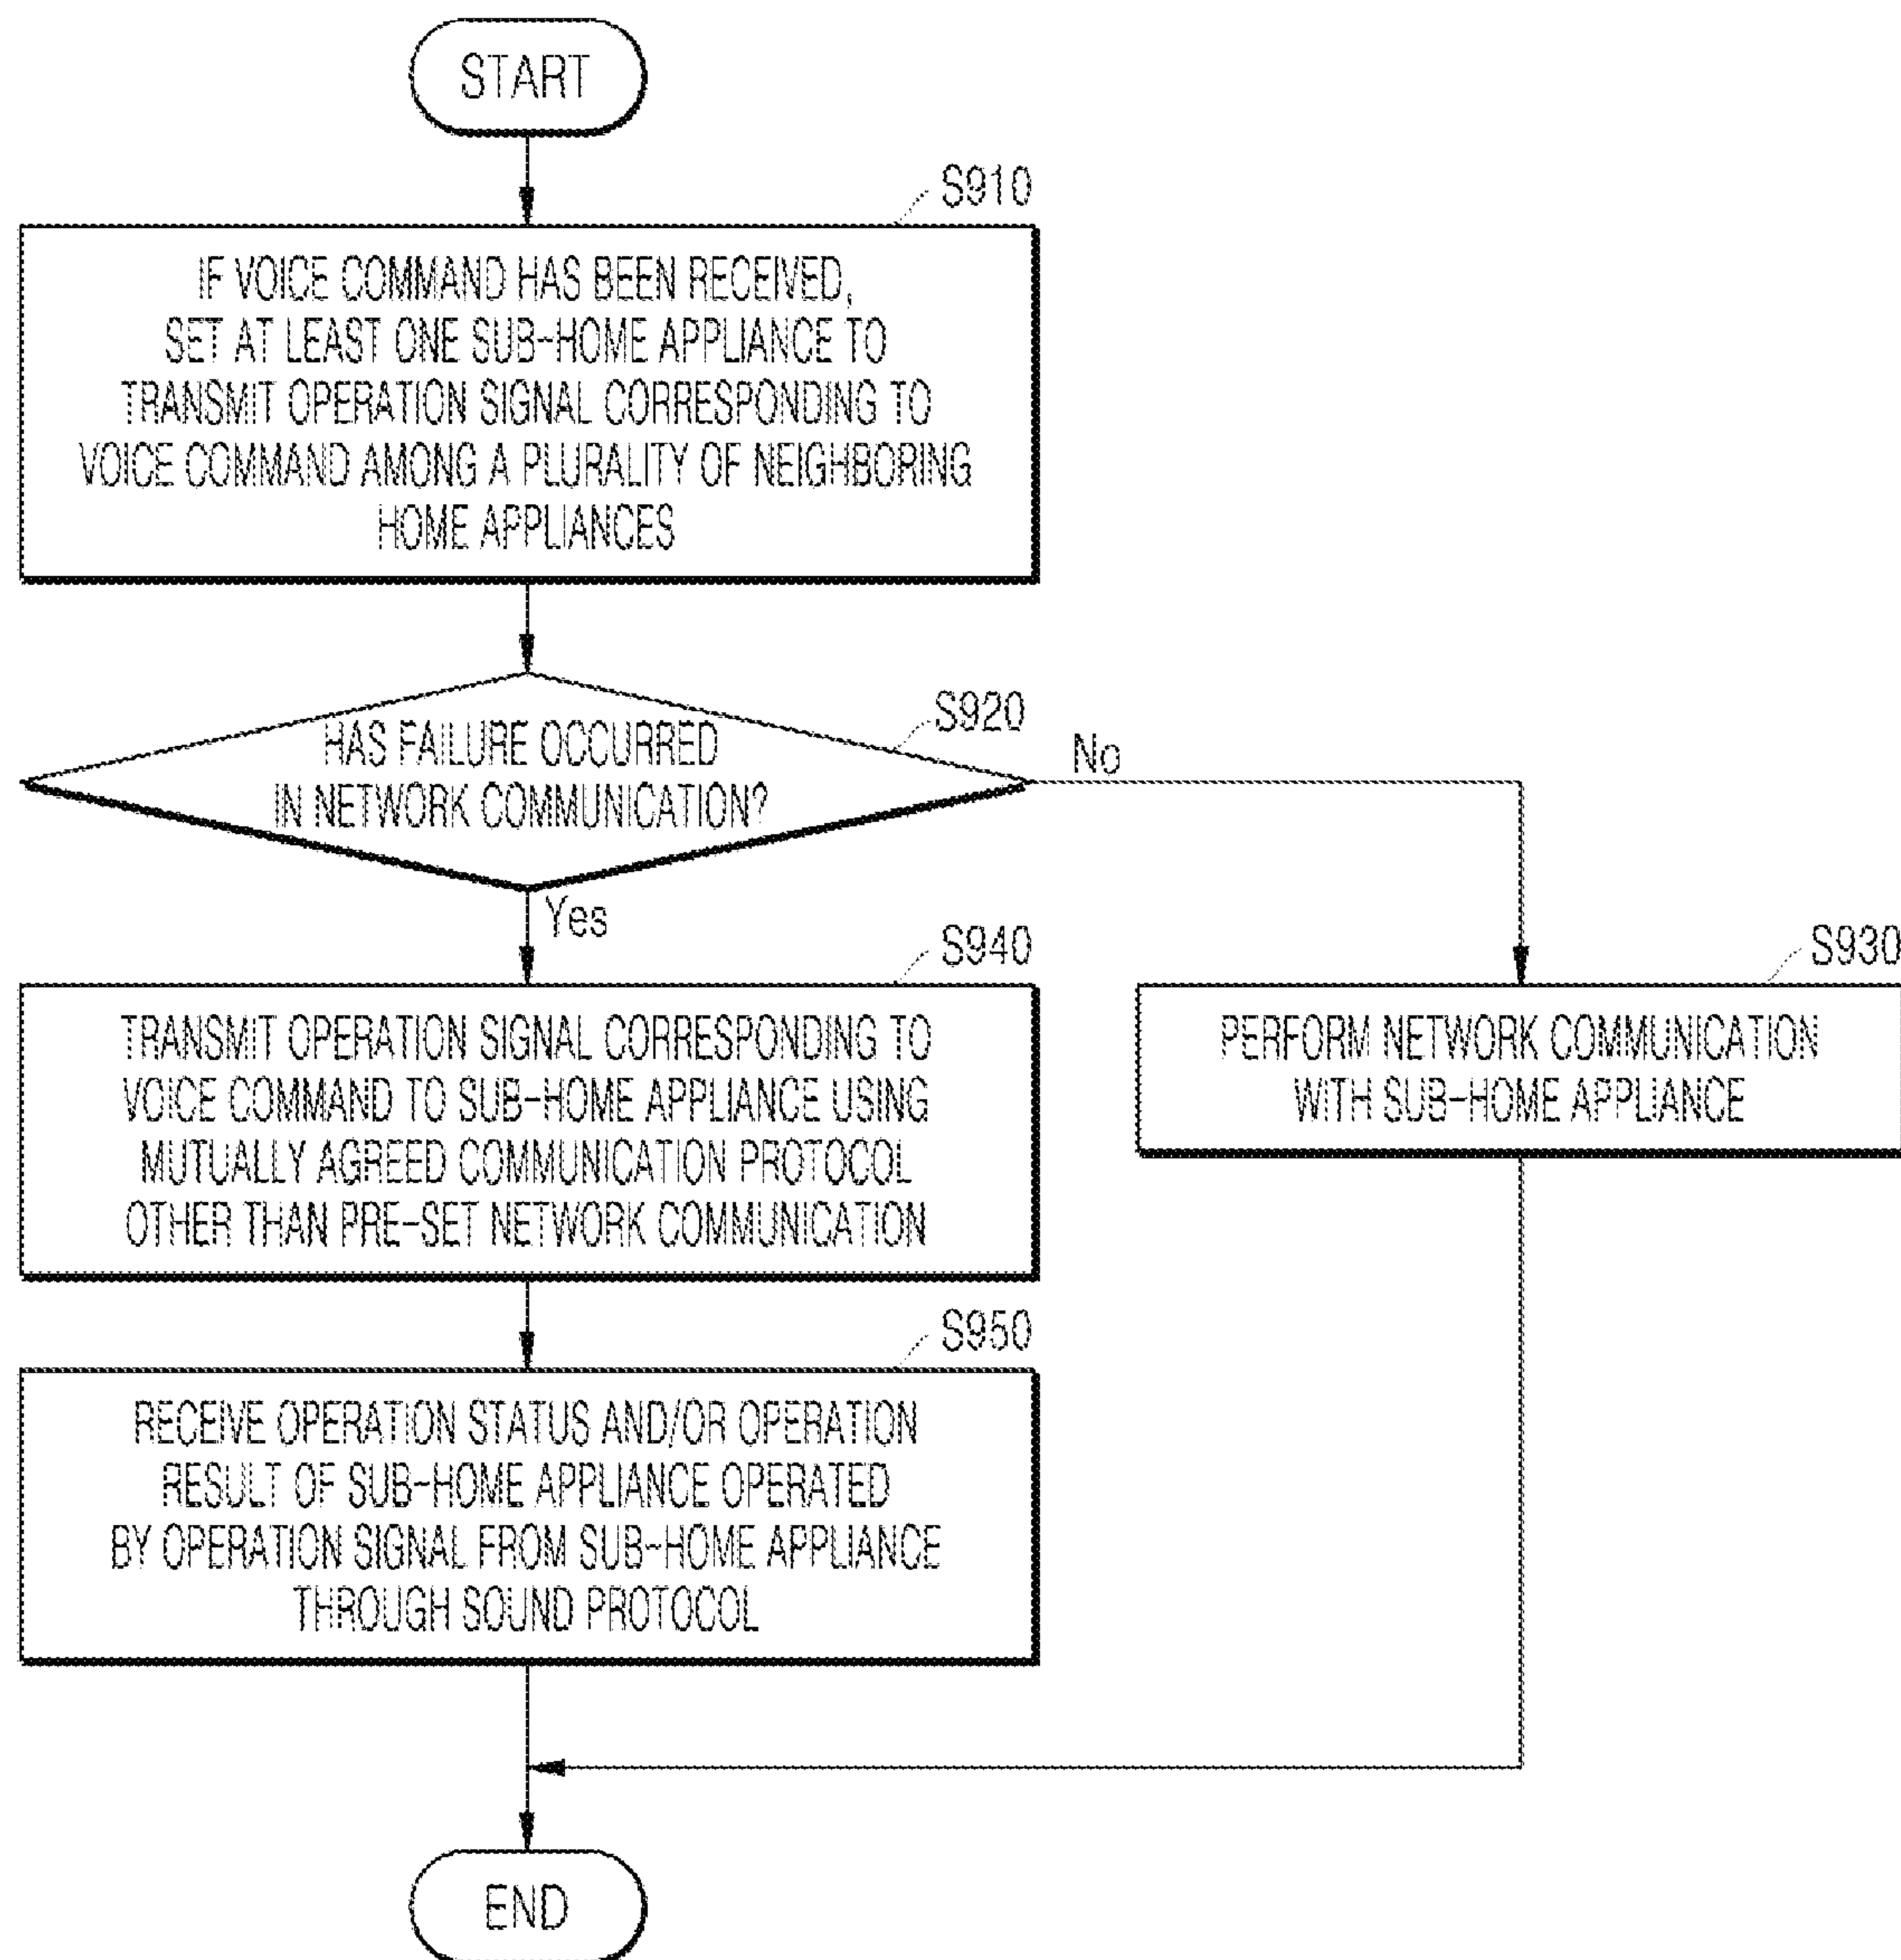 START
S910
IF VOICE COMMAND HAS BEEN RECEIVED,
SET AT LEAST ONE SUB-HOME APPLIANCE TO
TRANSMIT OPERATION SIGNAL CORRESPONDING TO
VOICE COMMAND AMONG A PLURALITY OF NEIGHBORING
HOME APPLIANCES
S920
HAS FAILURE OCCURRED
IN NETWORK COMMUNICATION?
No
Yes
S940
TRANSMIT OPERATION SIGNAL CORRESPONDING TO
VOICE COMMAND TO SUB-HOME APPLIANCE USING
MUTUALLY AGREED COMMUNICATION PROTOCOL
OTHER THAN PRE-SET NETWORK COMMUNICATION
S930
PERFORM NETWORK COMMUNICATION
WITH SUB-HOME APPLIANCE
S950
RECEIVE OPERATION STATUS AND/OR OPERATION
RESULT OF SUB-HOME APPLIANCE OPERATED
BY OPERATION SIGNAL FROM SUB-HOME APPLIANCE
THROUGH SOUND PROTOCOL
END